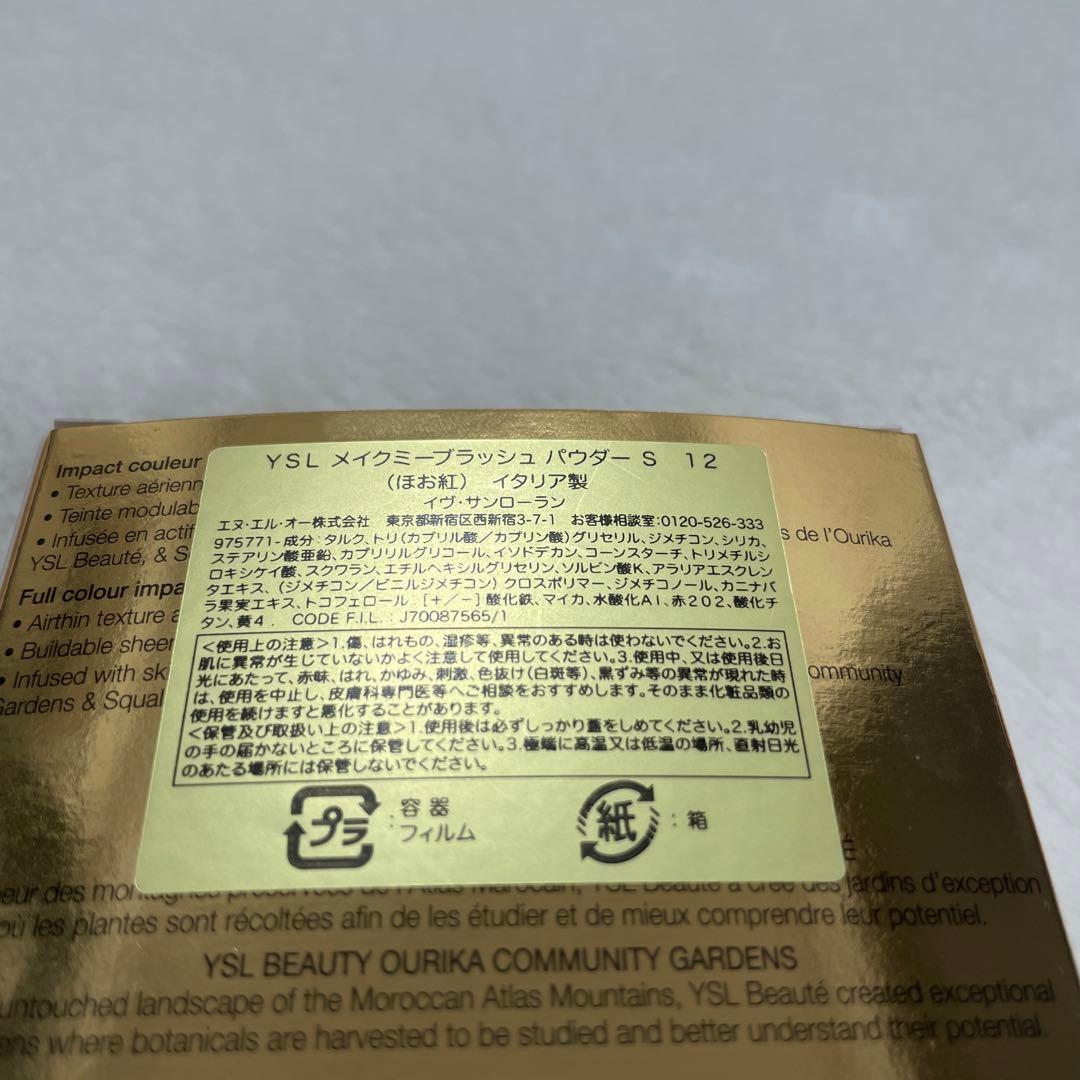 Impact couleur
• Texture aérienn
• Teinte modulab
• Infusée en actif
s de l'Ourika
YSL Beauté, & S
Full colour impa
• Airthin texture a
• Buildable sheer
• Infused with sk
ommunity
Gardens & Squal
YSL メイクミーブラッシュ パウダー S 12
(ほお紅) イタリア製
イヴ・サンローラン
エヌ・エル・オー株式会社 東京都新宿区西新宿3-7-1 お客様相談室:0120-526-333
975771-成分:タルク、トリ(カプリル酸/カプリン酸)グリセリル、ジメチコン、シリカ、
ステアリン酸亜鉛、カプリリルグリコール、イソドデカン、コーンスターチ、トリメチルシ
ロキシケイ酸、スクワラン、エチルヘキシルグリセリン、ソルビン酸K、アラリアエスクレン
タエキス、(ジメチコン/ビニルジメチコン)クロスポリマー、ジメチコノール、カニナバ
ラ果実エキス、トコフェロール、[+/-]酸化鉄、マイカ、水酸化Al、赤202、酸化チ
タン、黄4. CODE F.I.L. : J70087565/1
<使用上の注意>1.傷、はれもの、湿疹等、異常のある時は使わないでください。2.お
肌に異常が生じていないかよく注意して使用してください。3.使用中、又は使用後日
光にあたって、赤味、はれ、かゆみ、刺激、色抜け(白斑等)、黒ずみ等の異常が現れた時
は、使用を中止し、皮膚科専門医等へご相談をおすすめします。そのまま化粧品類の
使用を続けますと悪化することがあります。
<保管及び取扱い上の注意>1.使用後は必ずしっかり蓋をしめてください。2.乳幼児
の手の届かないところに保管してください。3.極端に高温又は低温の場所、直射日光
のあたる場所には保管しないでください。
プラ :容器
フィルム
紙 :箱
jardins d'exception
où les plantes sont récoltées afin de les étudier et de mieux comprendre leur potentiel.
YSL BEAUTY OURIKA COMMUNITY GARDENS
untouched landscape of the Moroccan Atlas Mountains, YSL Beauté created exceptional
ens where botanicals are harvested to be studied and better understand their potential.